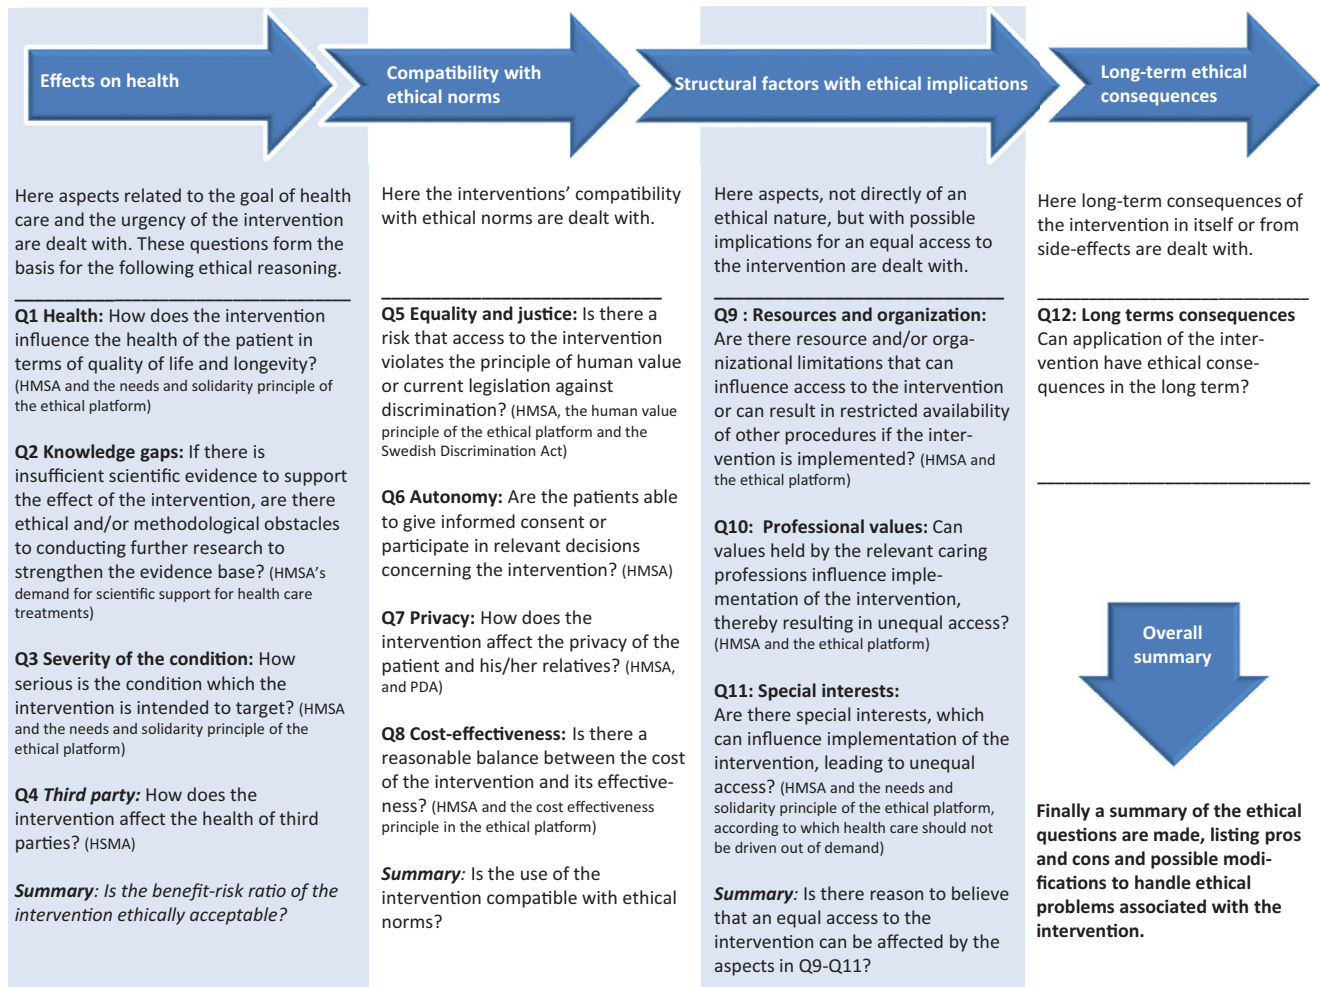 Effects on health
Compatibility with
ethical norms
Structural factors with ethical implications
Long-term ethical
consequences
Here aspects related to the goal of health
care and the urgency of the intervention
are dealt with. These questions form the
basis for the following ethical reasoning.
Q1 Health: How does the intervention
influence the health of the patient in
terms of quality of life and longevity?
(HMSA and the needs and solidarity principle of
the ethical platform)
Q2 Knowledge gaps: If there is
insufficient scientific evidence to support
the effect of the intervention, are there
ethical and/or methodological obstacles
to conducting further research to
strengthen the evidence base? (HMSA's
demand for scientific support for health care
treatments)
Q3 Severity of the condition: How
serious is the condition which the
intervention is intended to target? (HMSA
and the needs and solidarity principle of the
ethical platform)
Q4 Third party: How does the
intervention affect the health of third
parties? (HSMA)
Summary: Is the benefit-risk ratio of the
intervention ethically acceptable?
Here the interventions' compatibility
with ethical norms are dealt with.
Q5 Equality and justice: Is there a
risk that access to the intervention
violates the principle of human value
or current legislation against
discrimination? (HMSA, the human value
principle of the ethical platform and the
Swedish Discrimination Act)
Q6 Autonomy: Are the patients able
to give informed consent or
participate in relevant decisions
concerning the intervention? (HMSA)
Q7 Privacy: How does the
intervention affect the privacy of the
patient and his/her relatives? (HMSA,
and PDA)
Q8 Cost-effectiveness: Is there a
reasonable balance between the cost
of the intervention and its effective-
ness? (HMSA and the cost effectiveness
principle in the ethical platform)
Summary: Is the use of the
intervention compatible with ethical
norms?
Here aspects, not directly of an
ethical nature, but with possible
implications for an equal access to
the intervention are dealt with.
Q9 : Resources and organization:
Are there resource and/or orga-
nizational limitations that can
influence access to the intervention
or can result in restricted availability
of other procedures if the inter-
vention is implemented? (HMSA and
the ethical platform)
Q10: Professional values: Can
values held by the relevant caring
professions influence imple-
mentation of the intervention,
thereby resulting in unequal access?
(HMSA and the ethical platform)
Q11: Special interests:
Are there special interests, which
can influence implementation of the
intervention, leading to unequal
access? (HMSA and the needs and
solidarity principle of the ethical platform,
according to which health care should not
be driven out of demand)
Summary: Is there reason to believe
that an equal access to the
intervention can be affected by the
aspects in Q9-Q11?
Here long-term consequences of
the intervention in itself or from
side-effects are dealt with.
Q12: Long terms consequences
Can application of the inter-
vention have ethical conse-
quences in the long term?
Overall
summary
Finally a summary of the ethical
questions are made, listing pros
and cons and possible modi-
fications to handle ethical
problems associated with the
intervention.